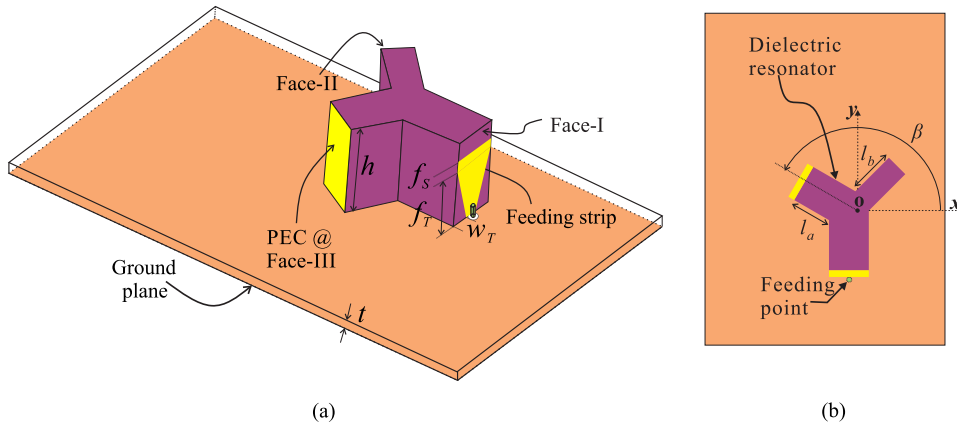 Face-II
Face-I
h
f_S
f_T
Feeding strip
w_T
PEC @
Face-III
Ground
plane
t
(a)
Dielectric
resonator
y
β
l_b
o
x
l_a
Feeding
point
(b)